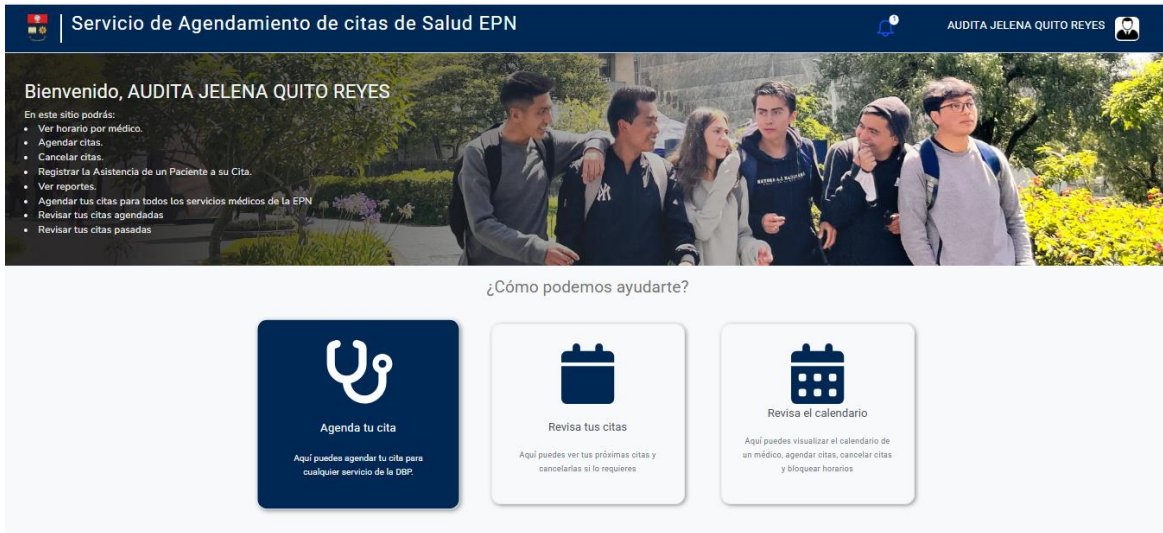 Servicio de Agendamiento de citas de Salud EPN
1
AUDITA JELENA QUITO REYES
Bienvenido, AUDITA JELENA QUITO REYES
En este sitio podrás:
• Ver horario por médico.
• Agendar citas.
• Cancelar citas.
• Registrar la Asistencia de un Paciente a su Cita.
• Ver reportes.
• Agendar tus citas para todos los servicios médicos de la EPN
• Revisar tus citas agendadas
• Revisar tus citas pasadas
¿Cómo podemos ayudarte?
Agenda tu cita
Aquí puedes agendar tu cita para
cualquier servicio de la DBP.
Revisa tus citas
Aquí puedes ver tus próximas citas y
cancelarlas si lo requieres
Revisa el calendario
Aquí puedes visualizar el calendario de
un médico, agendar citas, cancelar citas
y bloquear horarios